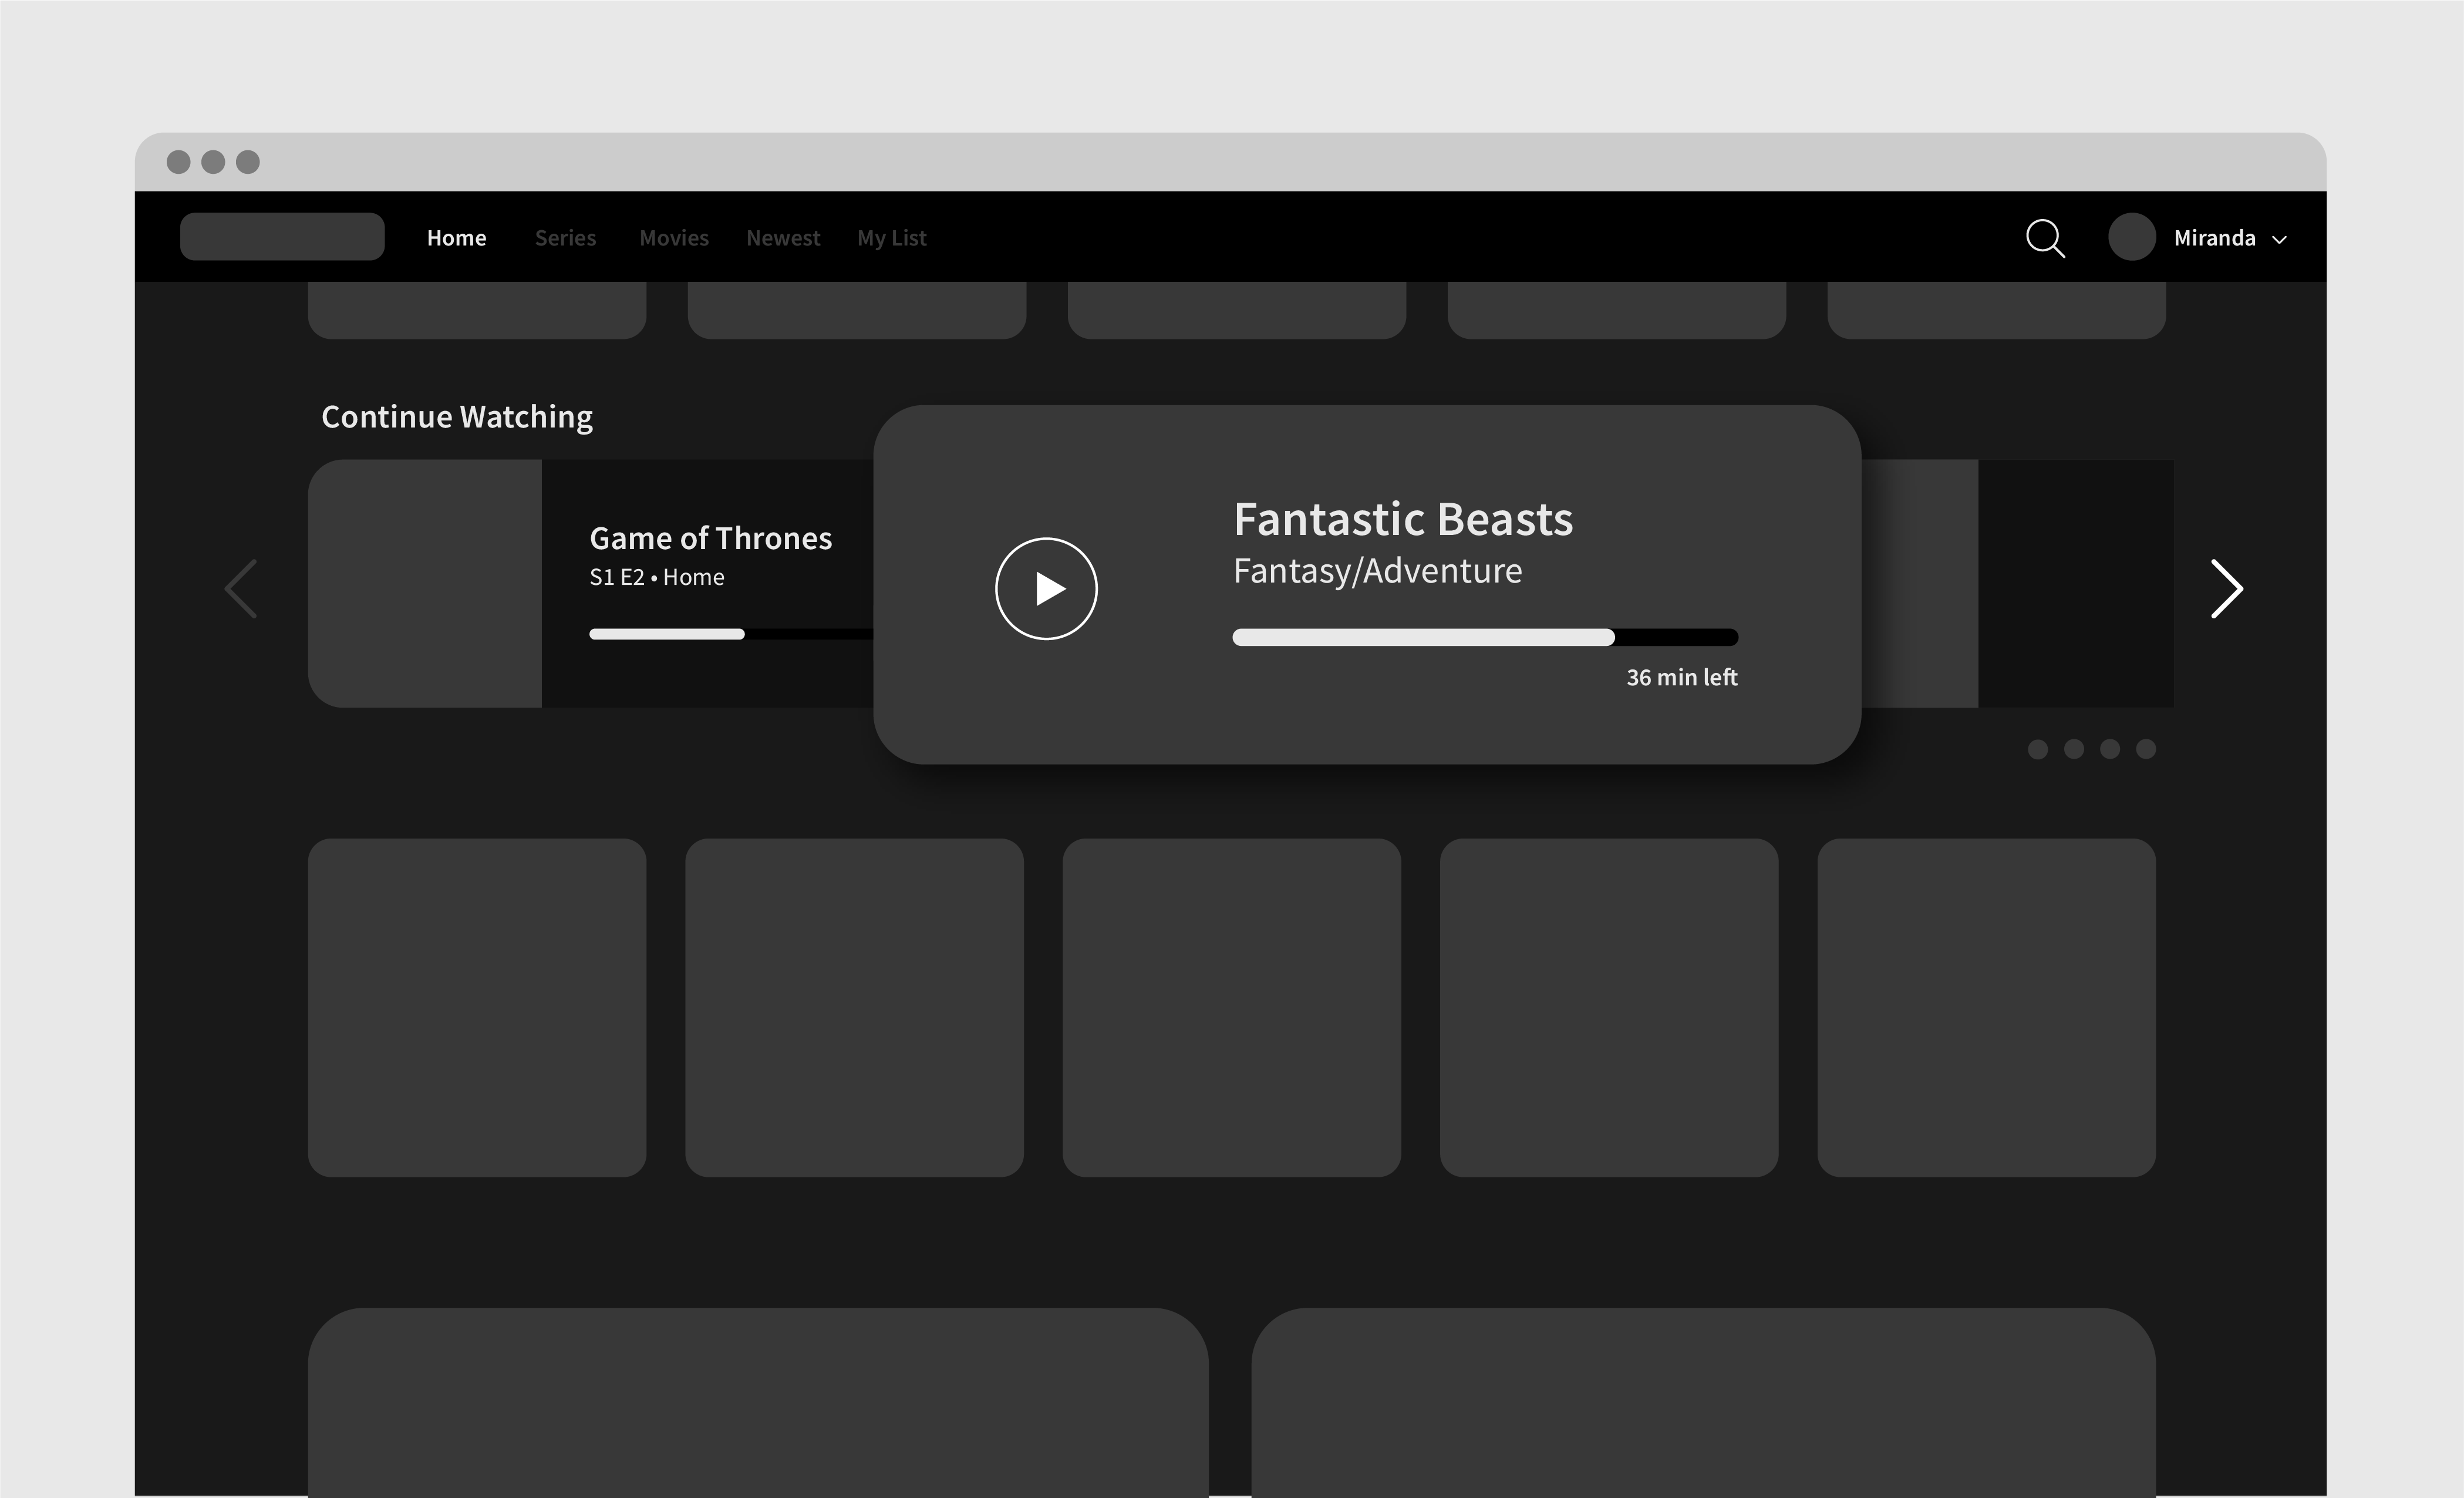 Home Series Movies Newest My List Miranda
Continue Watching
Game of Thrones
S1 E2 • Home
Fantastic Beasts
Fantasy/Adventure
36 min left